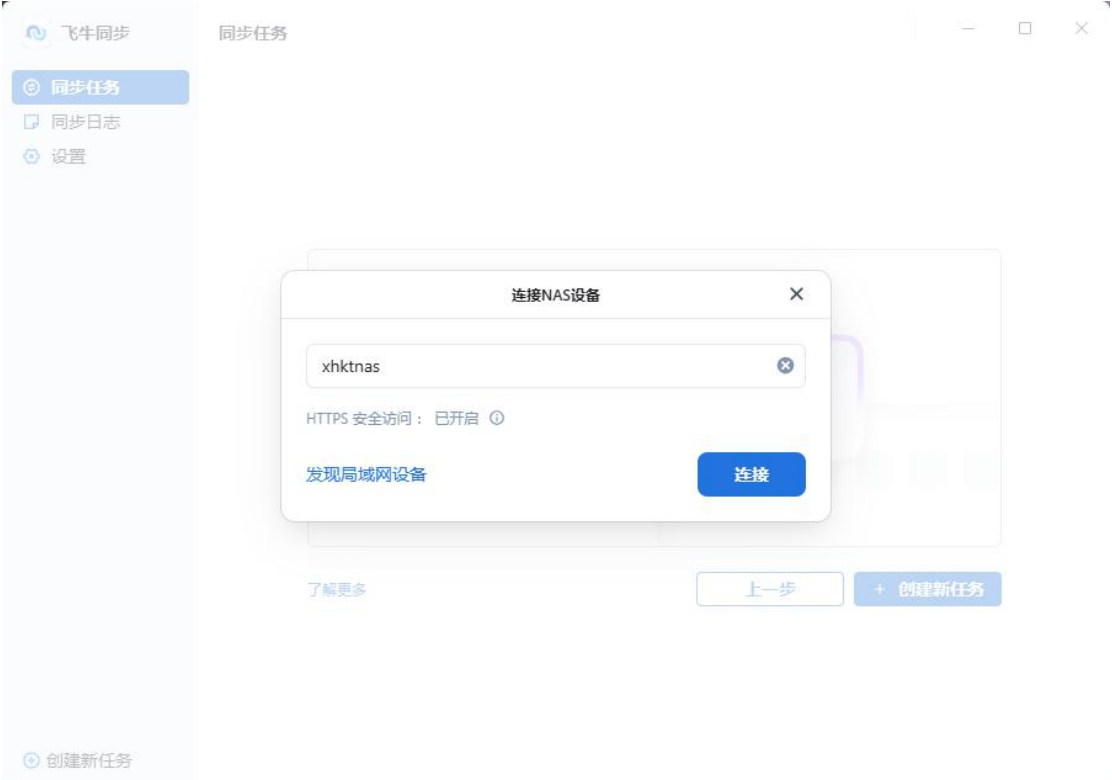 飞牛同步
同步任务
同步任务
同步日志
设置
连接NAS设备
xhktnas
HTTPS 安全访问： 已开启
发现局域网设备
连接
了解更多
上一步
+ 创建新任务
创建新任务